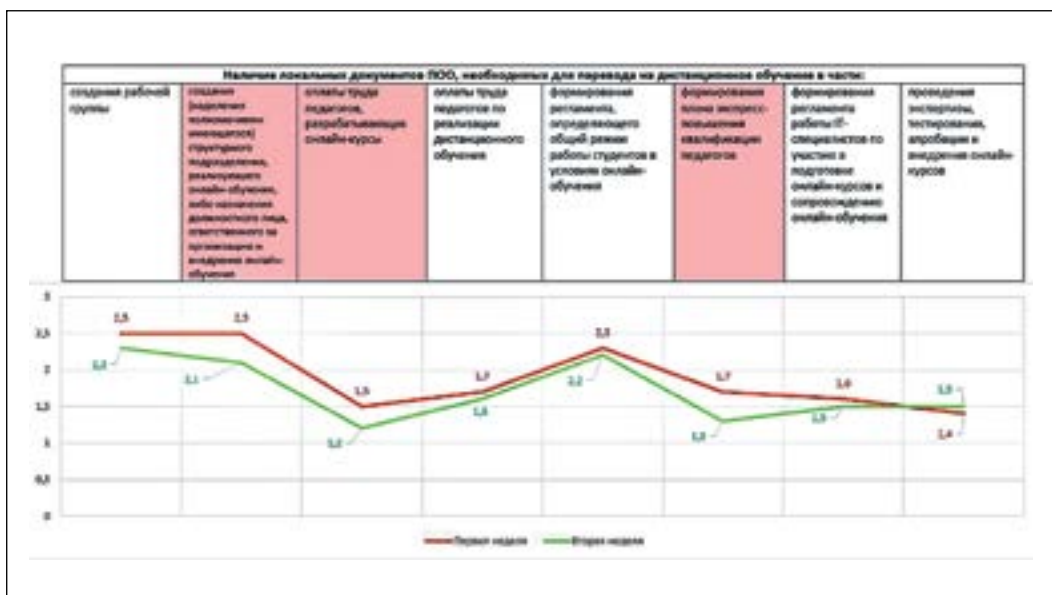 Наличие локальных документов ПОО, необходимых для перевода на дистанционное обучение в части:
создания рабочей
группы
создания
(наделения
полномочиями
имеющегося)
структурного
подразделения,
реализующего
онлайн-обучение,
либо назначения
должностного лица,
ответственного за
организацию и
внедрение онлайн-
обучения
оплаты труда
педагогов,
разрабатывающих
онлайн-курсы
оплаты труда
педагогов по
реализации
дистанционного
обучения
формирования
регламента,
определяющего
общий режим
работы студентов в
условиях онлайн-
обучения
формирования
плана экспресс-
повышения
квалификации
педагогов
формирования
регламента
работы IT-
специалистов по
участию в
подготовке
онлайн-курсов и
сопровождению
онлайн-обучения
проведения
экспертизы,
тестирования,
апробации и
внедрения онлайн-
курсов
3
2,5
2
1,5
1
0,5
0
2,5
2,5
1,5
1,7
2,3
1,7
1,6
1,4
2,3
2,1
1,2
1,6
2,2
1,3
1,5
1,5
Первая неделя
Вторая неделя